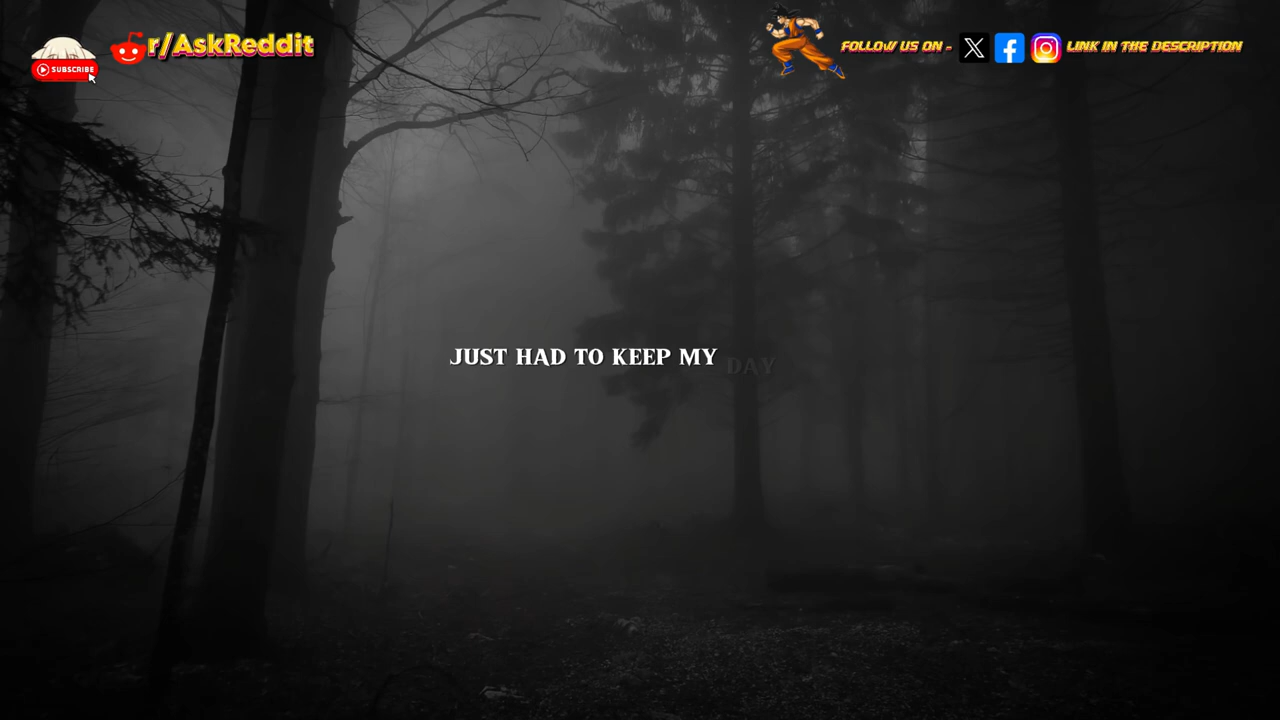 SUBSCRIBE
r/AskReddit
FOLLOW US ON -
LINK IN THE DESCRIPTION
JUST HAD TO KEEP MY DAY